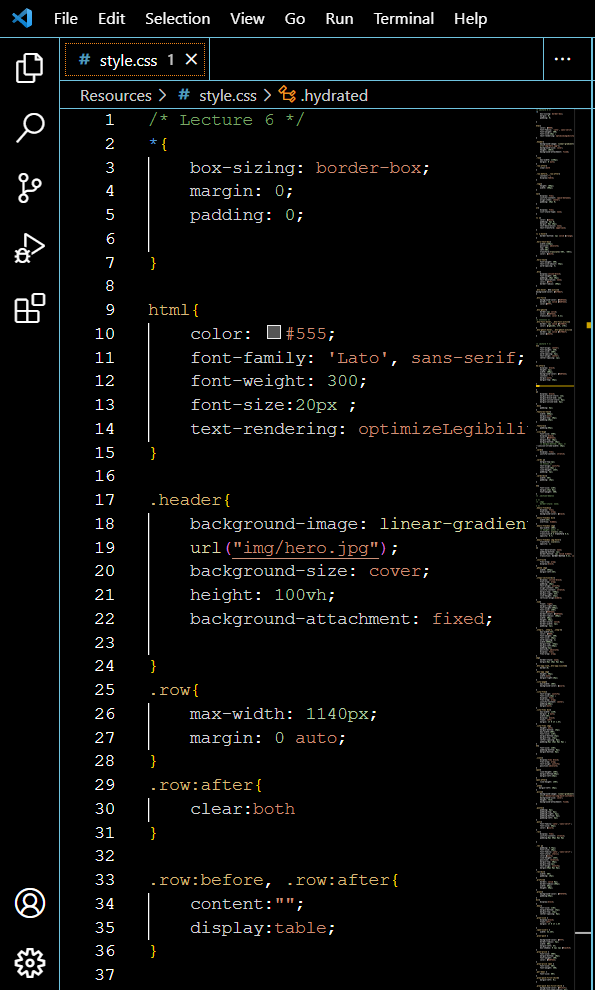 File Edit Selection View Go Run Terminal Help
# style.css 1 × ...
Resources > # style.css > .hydrated
1 /* Lecture 6 */
2 *{
3 box-sizing: border-box;
4 margin: 0;
5 padding: 0;
6
7 }
8
9 html{
10 color: #555;
11 font-family: 'Lato', sans-serif;
12 font-weight: 300;
13 font-size:20px ;
14 text-rendering: optimizeLegibili
15 }
16
17 .header{
18 background-image: linear-gradien
19 url("img/hero.jpg");
20 background-size: cover;
21 height: 100vh;
22 background-attachment: fixed;
23
24 }
25 .row{
26 max-width: 1140px;
27 margin: 0 auto;
28 }
29 .row:after{
30 clear:both
31 }
32
33 .row:before, .row:after{
34 content:"";
35 display:table;
36 }
37